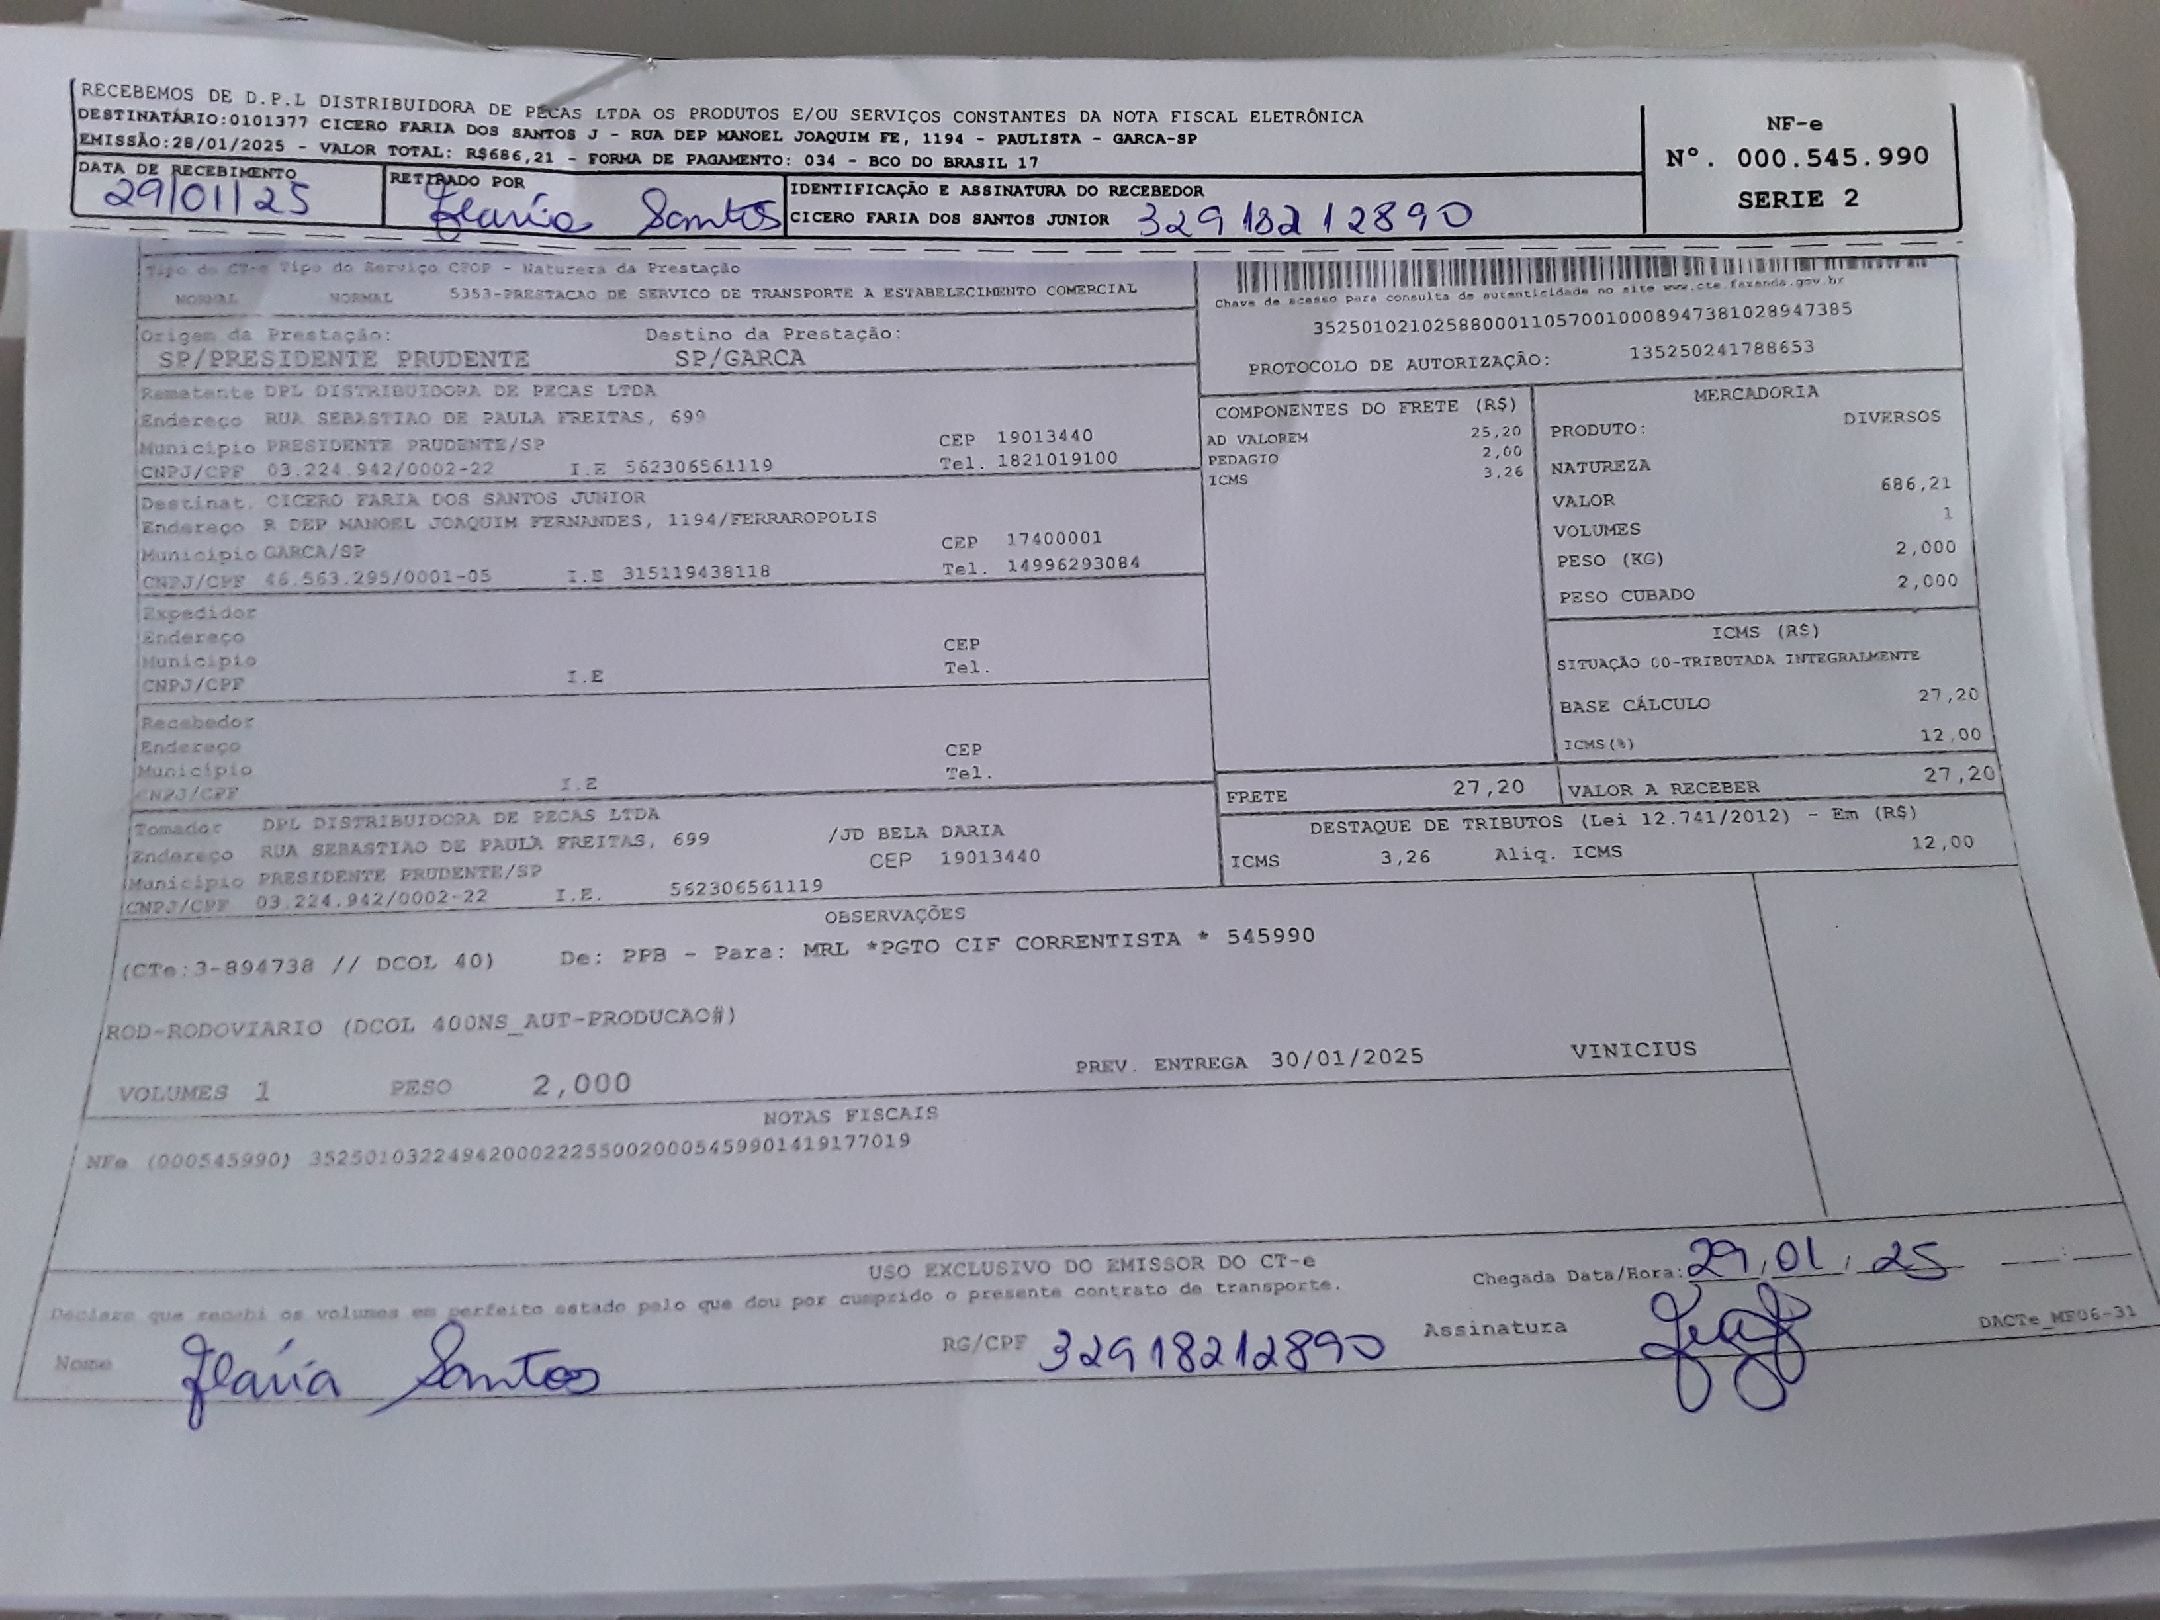 RECEBEMOS DE D.P.L DISTRIBUIDORA DE PECAS LTDA OS PRODUTOS E/OU SERVIÇOS CONSTANTES DA NOTA FISCAL ELETRÔNICA
DESTINATÁRIO:0101377 CICERO FARIA DOS SANTOS J - RUA DEP MANOEL JOAQUIM FE, 1194 - PAULISTA - GARCA-SP
EMISSÃO:28/01/2025 - VALOR TOTAL: R$686,21 - FORMA DE PAGAMENTO: 034 - BCO DO BRASIL 17
NF-e
Nº. 000.545.990
SERIE 2
DATA DE RECEBIMENTO
29/01/25
RETIRADO POR
Flavia Santos
IDENTIFICAÇÃO E ASSINATURA DO RECEBEDOR
CICERO FARIA DOS SANTOS JUNIOR 32918212890
Tipo do CT-e Tipo do Serviço CFOP - Natureza da Prestação
NORMAL NORMAL 5353-PRESTACAO DE SERVICO DE TRANSPORTE A ESTABELECIMENTO COMERCIAL
Chave de acesso para consulta de autenticidade no site www.cte.fazenda.gov.br
35250102102588000110570010008947381028947385
PROTOCOLO DE AUTORIZAÇÃO: 135250241788653
Origem da Prestação: Destino da Prestação:
SP/PRESIDENTE PRUDENTE SP/GARCA
Remetente DPL DISTRIBUIDORA DE PECAS LTDA
Endereço RUA SEBASTIAO DE PAULA FREITAS, 699
Município PRESIDENTE PRUDENTE/SP CEP 19013440
CNPJ/CPF 03.224.942/0002-22 I.E 562306561119 Tel. 1821019100
Destinat. CICERO FARIA DOS SANTOS JUNIOR
Endereço R DEP MANOEL JOAQUIM FERNANDES, 1194/FERRAROPOLIS
Município GARCA/SP CEP 17400001
CNPJ/CPF 46.563.295/0001-05 I.E 315119438118 Tel. 14996293084
Expedidor
Endereço
Município CEP
CNPJ/CPF I.E Tel.
Recebedor
Endereço
Município CEP
CNPJ/CPF I.E Tel.
Tomador DPL DISTRIBUIDORA DE PECAS LTDA
Endereço RUA SEBASTIAO DE PAULA FREITAS, 699 /JD BELA DARIA
Município PRESIDENTE PRUDENTE/SP CEP 19013440
CNPJ/CPF 03.224.942/0002-22 I.E. 562306561119
COMPONENTES DO FRETE (R$)
AD VALOREM 25,20
PEDAGIO 2,00
ICMS 3,26
MERCADORIA
PRODUTO: DIVERSOS
NATUREZA
VALOR 686,21
VOLUMES 1
PESO (KG) 2,000
PESO CUBADO 2,000
ICMS (R$)
SITUAÇÃO 00-TRIBUTADA INTEGRALMENTE
BASE CÁLCULO 27,20
ICMS(%) 12,00
FRETE 27,20 VALOR A RECEBER 27,20
DESTAQUE DE TRIBUTOS (Lei 12.741/2012) - Em (R$)
ICMS 3,26 Aliq. ICMS 12,00
OBSERVAÇÕES
(CTe:3-894738 // DCOL 40) De: PPB - Para: MRL *PGTO CIF CORRENTISTA * 545990
ROD-RODOVIARIO (DCOL 400NS_AUT-PRODUCAO#)
VOLUMES 1 PESO 2,000 PREV. ENTREGA 30/01/2025 VINICIUS
NOTAS FISCAIS
NFe (000545990) 35250103224942000222550020005459901419177019
USO EXCLUSIVO DO EMISSOR DO CT-e
Declaro que recebi os volumes em perfeito estado pelo que dou por cumprido o presente contrato de transporte.
Chegada Data/Hora: 29/01/25 __:__
Nome Flavia Santos RG/CPF 32918212890 Assinatura
DACTe_MF06-31